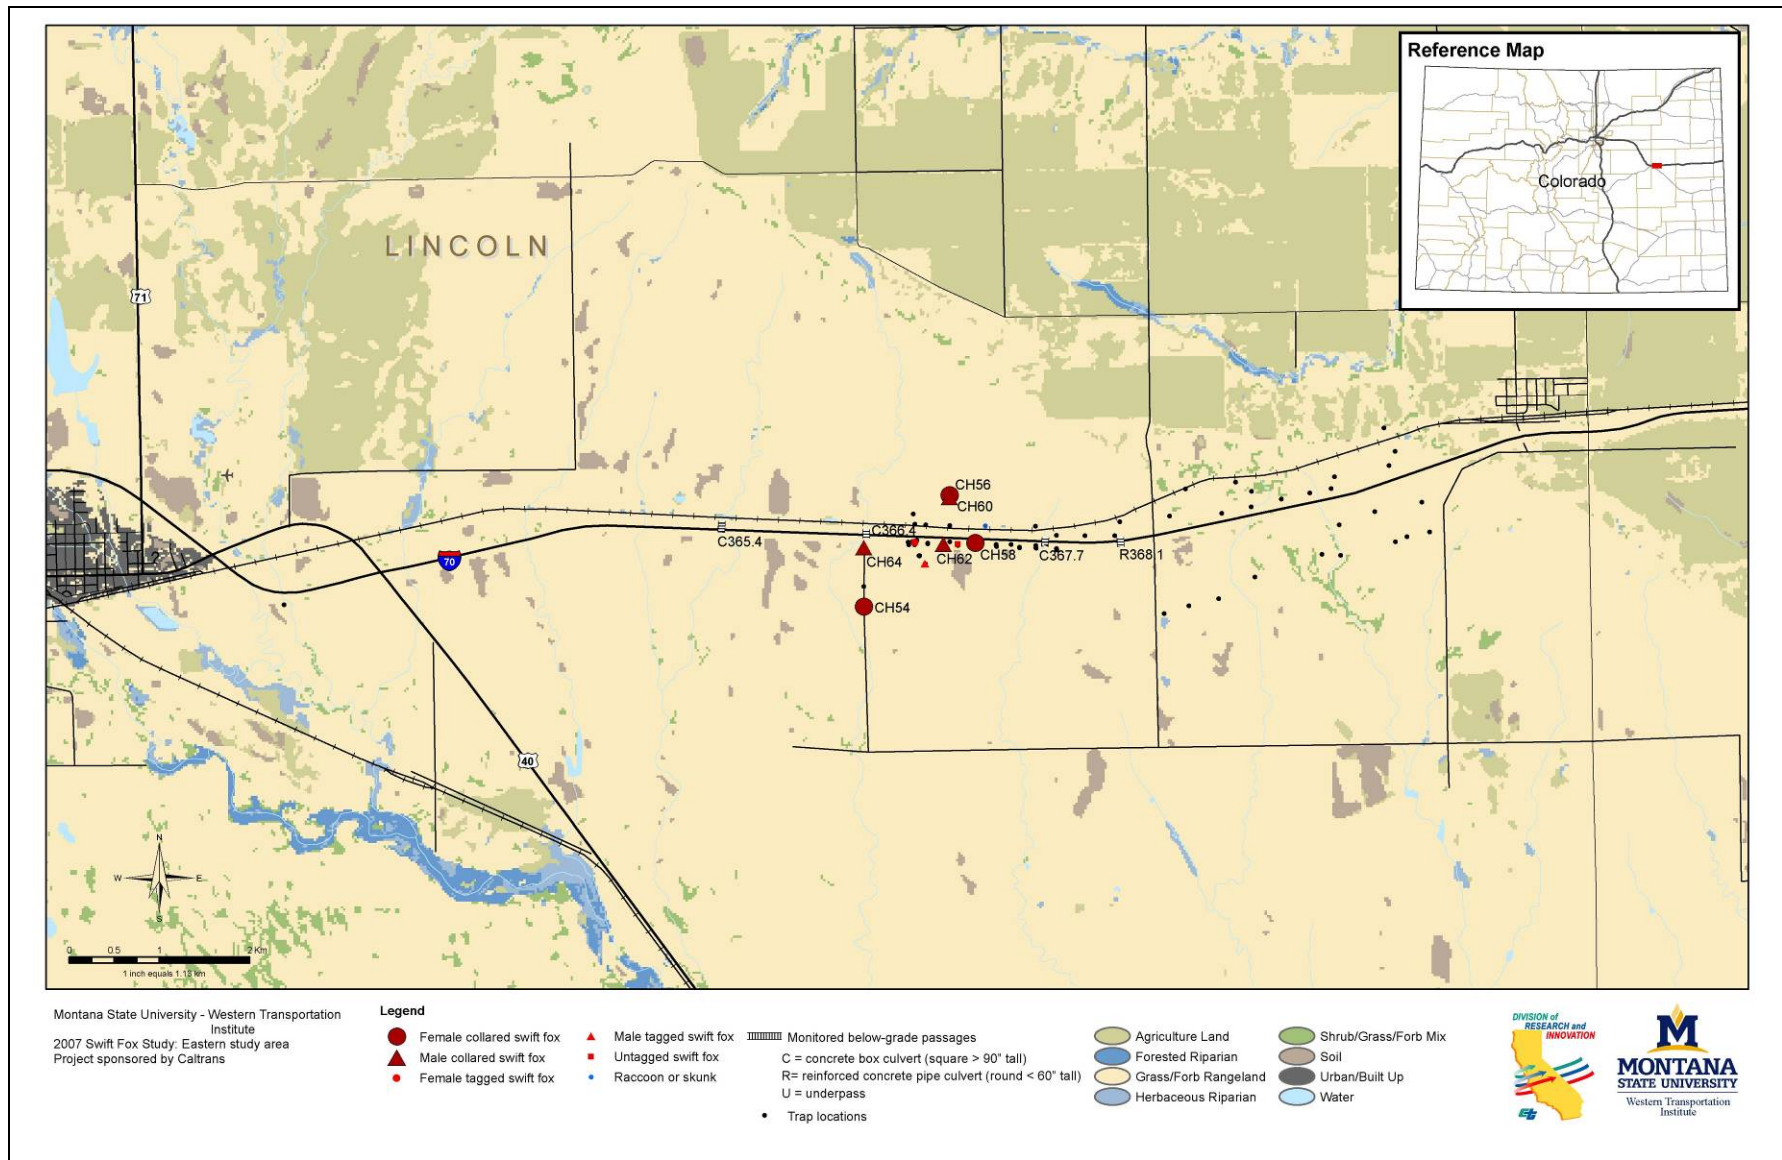 Reference Map
Colorado
LINCOLN
71
CH56
CH60
C366.4
C365.4
CH58
C367.7
R368.1
CH62
CH64
70
CH54
40
N
W
E
S
0 0.5 1 2 Km
1 inch equals 1.13 km
Montana State University - Western Transportation
Institute
2007 Swift Fox Study: Eastern study area
Project sponsored by Caltrans
Legend
Female collared swift fox
Male collared swift fox
Female tagged swift fox
Male tagged swift fox
Untagged swift fox
Raccoon or skunk
Monitored below-grade passages
C = concrete box culvert (square > 90" tall)
R= reinforced concrete pipe culvert (round < 60" tall)
U = underpass
Trap locations
Agriculture Land
Forested Riparian
Grass/Forb Rangeland
Herbaceous Riparian
Shrub/Grass/Forb Mix
Soil
Urban/Built Up
Water
DIVISION of
RESEARCH and
INNOVATION
Ct
M
MONTANA
STATE UNIVERSITY
Western Transportation
Institute